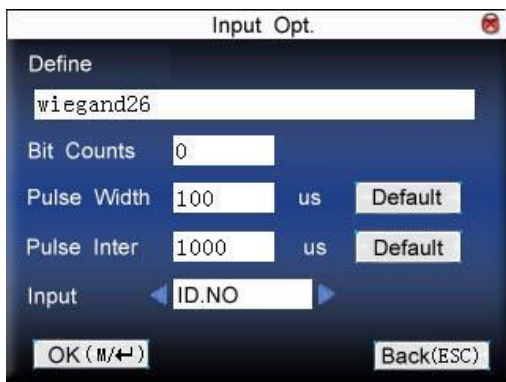 Input Opt.
Define
wiegand26
Bit Counts 0
Pulse Width 100 us Default
Pulse Inter 1000 us Default
Input ID.NO
OK(M/↵) Back(ESC)